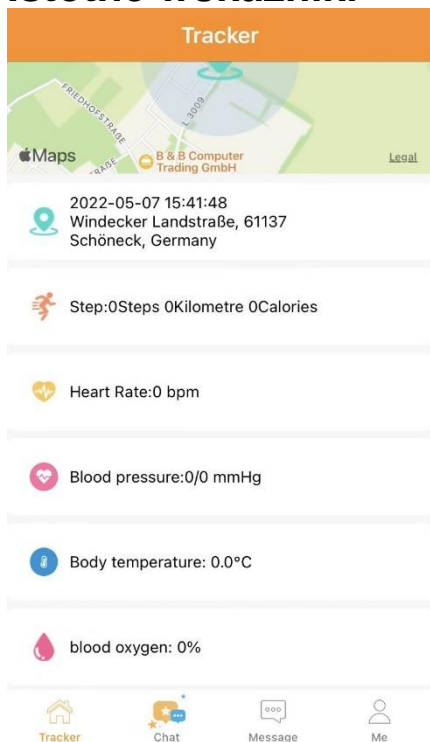 Tracker
FRIEDHOFSTRAßE
L 3009
Maps
B & B Computer
Trading GmbH
Legal
2022-05-07 15:41:48
Windecker Landstraße, 61137
Schöneck, Germany
Step:0Steps 0Kilometre 0Calories
Heart Rate:0 bpm
Blood pressure:0/0 mmHg
Body temperature: 0.0°C
blood oxygen: 0%
Tracker
Chat
Message
Me